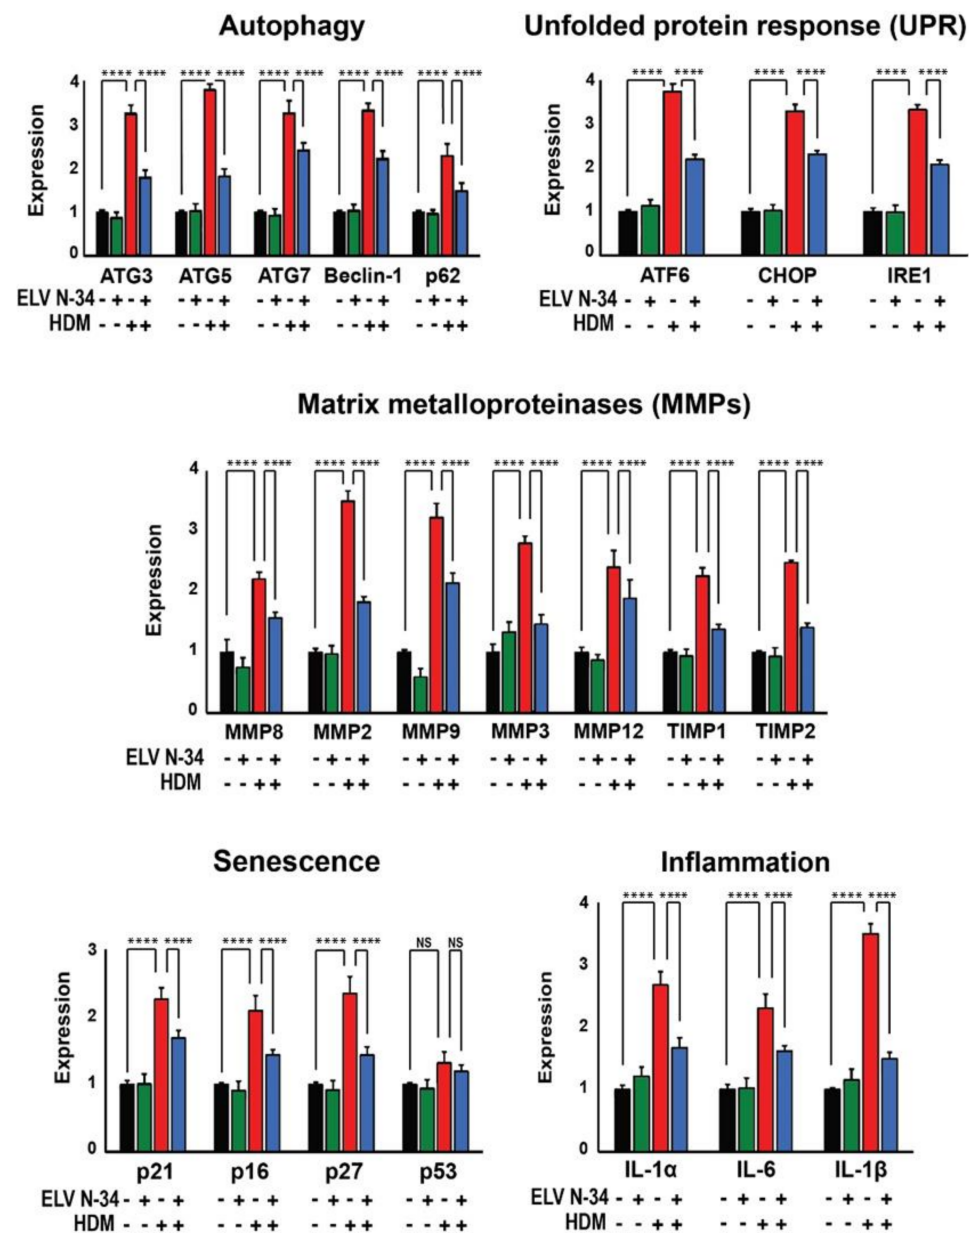 Autophagy
**** **** **** **** **** **** **** **** **** ****
Expression
4
3
2
1
0
ATG3 ATG5 ATG7 Beclin-1 p62
ELV N-34 - + - + - + - + - + - + - + - + - + - +
HDM - - + + - - + + - - + + - - + + - - + +
Unfolded protein response (UPR)
**** **** **** **** **** ****
Expression
4
3
2
1
0
ATF6 CHOP IRE1
ELV N-34 - + - + - + - + - + - +
HDM - - + + - - + + - - + +
Matrix metalloproteinases (MMPs)
**** **** **** **** **** **** **** **** **** **** **** **** **** ****
Expression
4
3
2
1
0
MMP8 MMP2 MMP9 MMP3 MMP12 TIMP1 TIMP2
ELV N-34 - + - + - + - + - + - + - + - + - + - + - + - + - + - +
HDM - - + + - - + + - - + + - - + + - - + + - - + + - - + +
Senescence
**** **** **** **** **** **** NS NS
Expression
3
2
1
0
p21 p16 p27 p53
ELV N-34 - + - + - + - + - + - + - + - +
HDM - - + + - - + + - - + + - - + +
Inflammation
**** **** **** **** **** ****
Expression
4
3
2
1
0
IL-1α IL-6 IL-1β
ELV N-34 - + - + - + - + - + - +
HDM - - + + - - + + - - + +